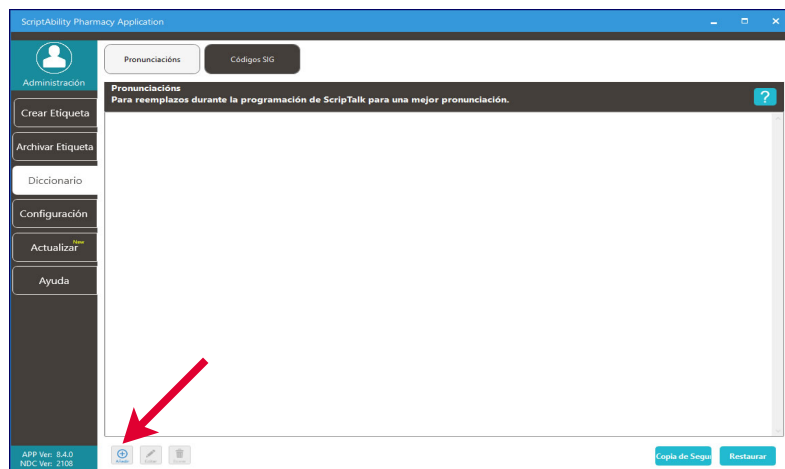 ScriptAbility Pharmacy Application
Administración
Pronunciacións
Códigos SIG
Pronunciacións
Para reemplazos durante la programación de ScripTalk para una mejor pronunciación.
?
Crear Etiqueta
Archivar Etiqueta
Diccionario
Configuración
Actualizar New
Ayuda
Añadir
Copia de Segui
Restaurar
APP Ver: 8.4.0
NDC Ver: 2108